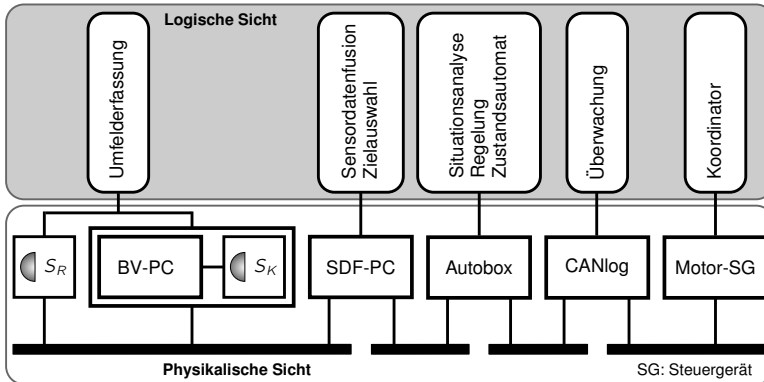 Logische Sicht
Umfelderfassung
Sensordatenfusion
Zielauswahl
Situationsanalyse
Regelung
Zustandsautomat
Überwachung
Koordinator
S_R
BV-PC
S_K
SDF-PC
Autobox
CANlog
Motor-SG
Physikalische Sicht
SG: Steuergerät